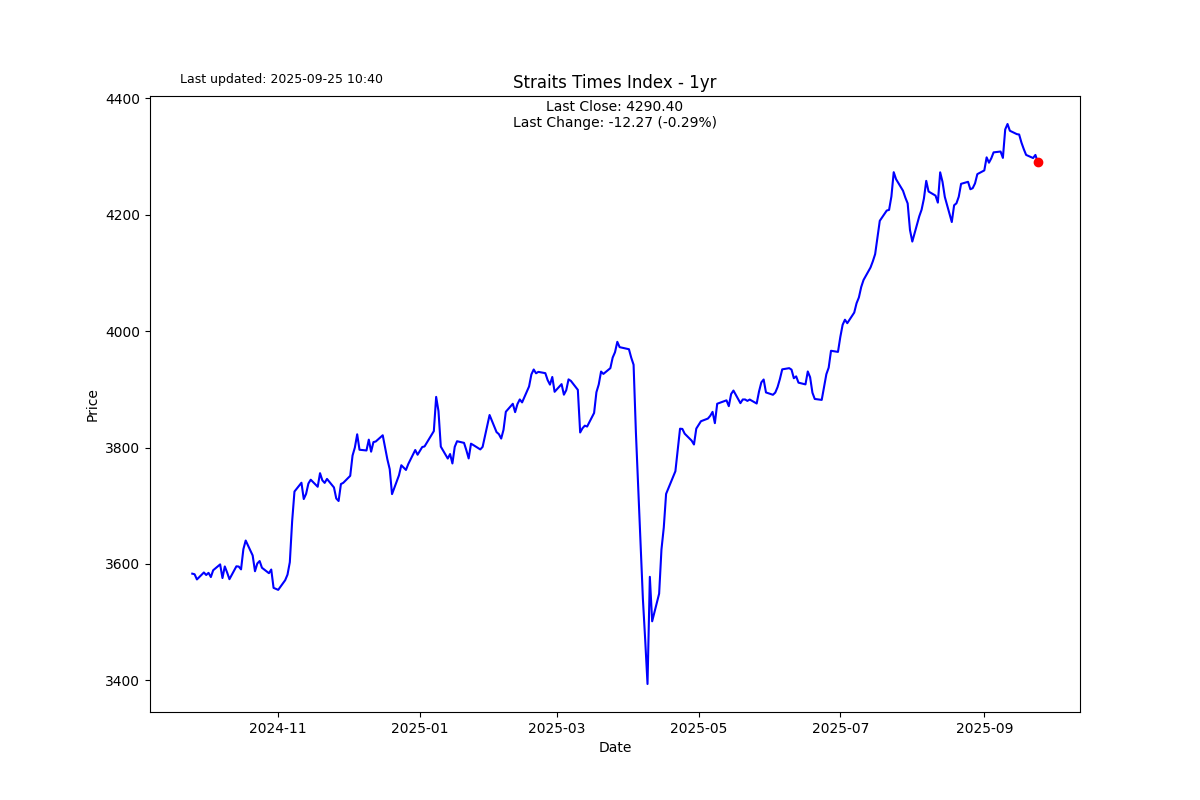 Last updated: 2025-09-25 10:40
Straits Times Index - 1yr
Last Close: 4290.40
Last Change: -12.27 (-0.29%)
4400
4200
4000
3800
3600
3400
Price
2024-11
2025-01
2025-03
2025-05
2025-07
2025-09
Date